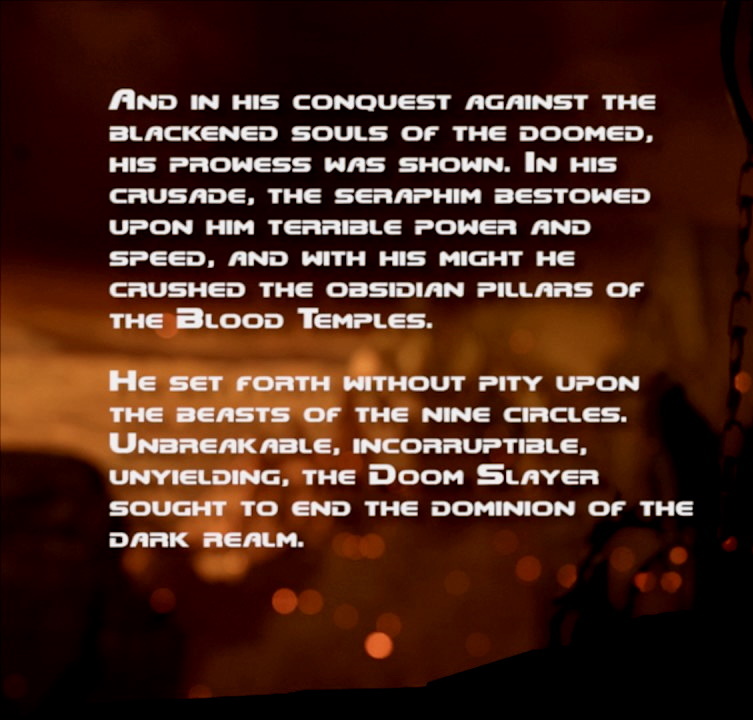 And in his conquest against the
blackened souls of the doomed,
his prowess was shown. In his
crusade, the seraphim bestowed
upon him terrible power and
speed, and with his might he
crushed the obsidian pillars of
the Blood Temples.
He set forth without pity upon
the beasts of the nine circles.
Unbreakable, incorruptible,
unyielding, the Doom Slayer
sought to end the dominion of the
dark realm.